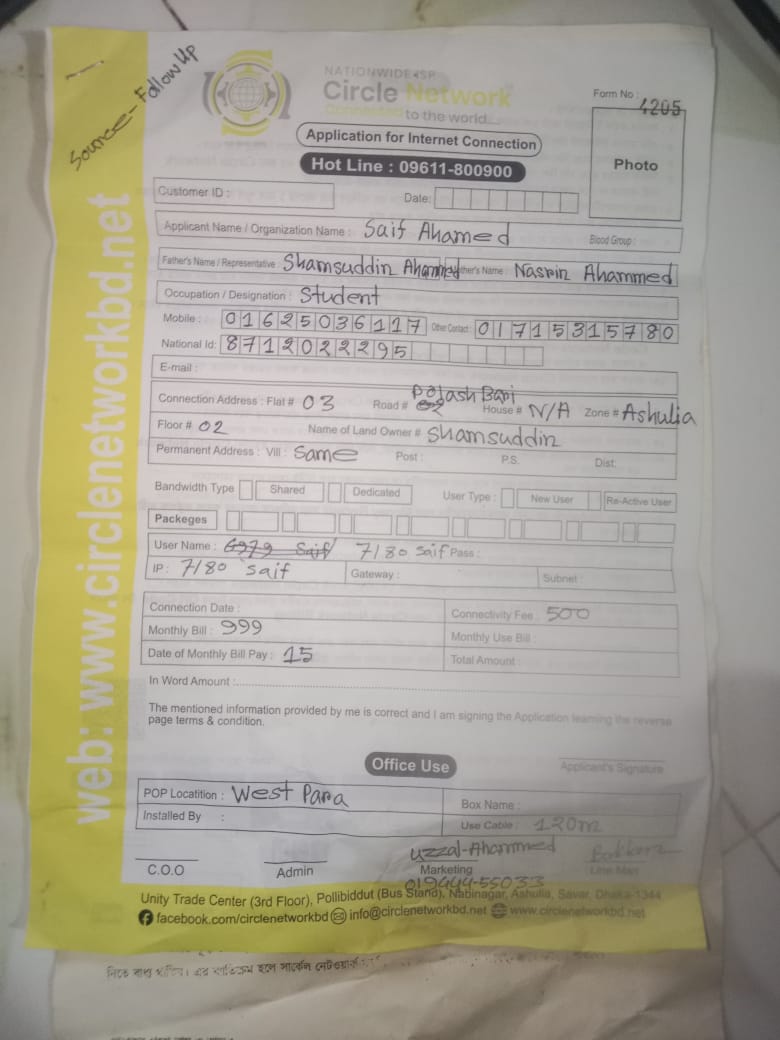 Source - Follow Up
NATIONWIDE ISP
Circle Network
Connected to the world...
Form No : 4205
Application for Internet Connection
Hot Line : 09611-800900
Photo
Customer ID :
Date:
Applicant Name / Organization Name : Saif Ahamed Blood Group :
Father's Name / Representative : Shamsuddin Ahammed Mother's Name : Nasrin Ahammed
Occupation / Designation : Student
Mobile : 01625036117 Other Contact : 01715315780
National Id: 8712022295
E-mail :
Connection Address : Flat # 03 Road # Polash Bari House # N/A Zone # Ashulia
Floor # 02 Name of Land Owner # Shamsuddin
Permanent Address : Vill : Same Post : P.S. Dist:
Bandwidth Type Shared Dedicated User Type : New User Re-Active User
Packeges
User Name : 7180 Saif Pass :
IP : 7180 saif Gateway : Subnet :
Connection Date : Connectivity Fee : 500
Monthly Bill : 999 Monthly Use Bill :
Date of Monthly Bill Pay : 15 Total Amount :
In Word Amount :
The mentioned information provided by me is correct and I am signing the Application learning the reverse
page terms & condition.
Office Use
Applicant's Signature
POP Locatition : West Para Box Name :
Installed By : Use Cable : 120m
Uzzal-Ahammed
C.O.O Admin Marketing Line Man
Unity Trade Center (3rd Floor), Pollibiddut (Bus Stand), Nabinagar, Ashulia, Savar, Dhaka-1344
facebook.com/circlenetworkbd info@circlenetworkbd.net www.circlenetworkbd.net
web: www.circlenetworkbd.net